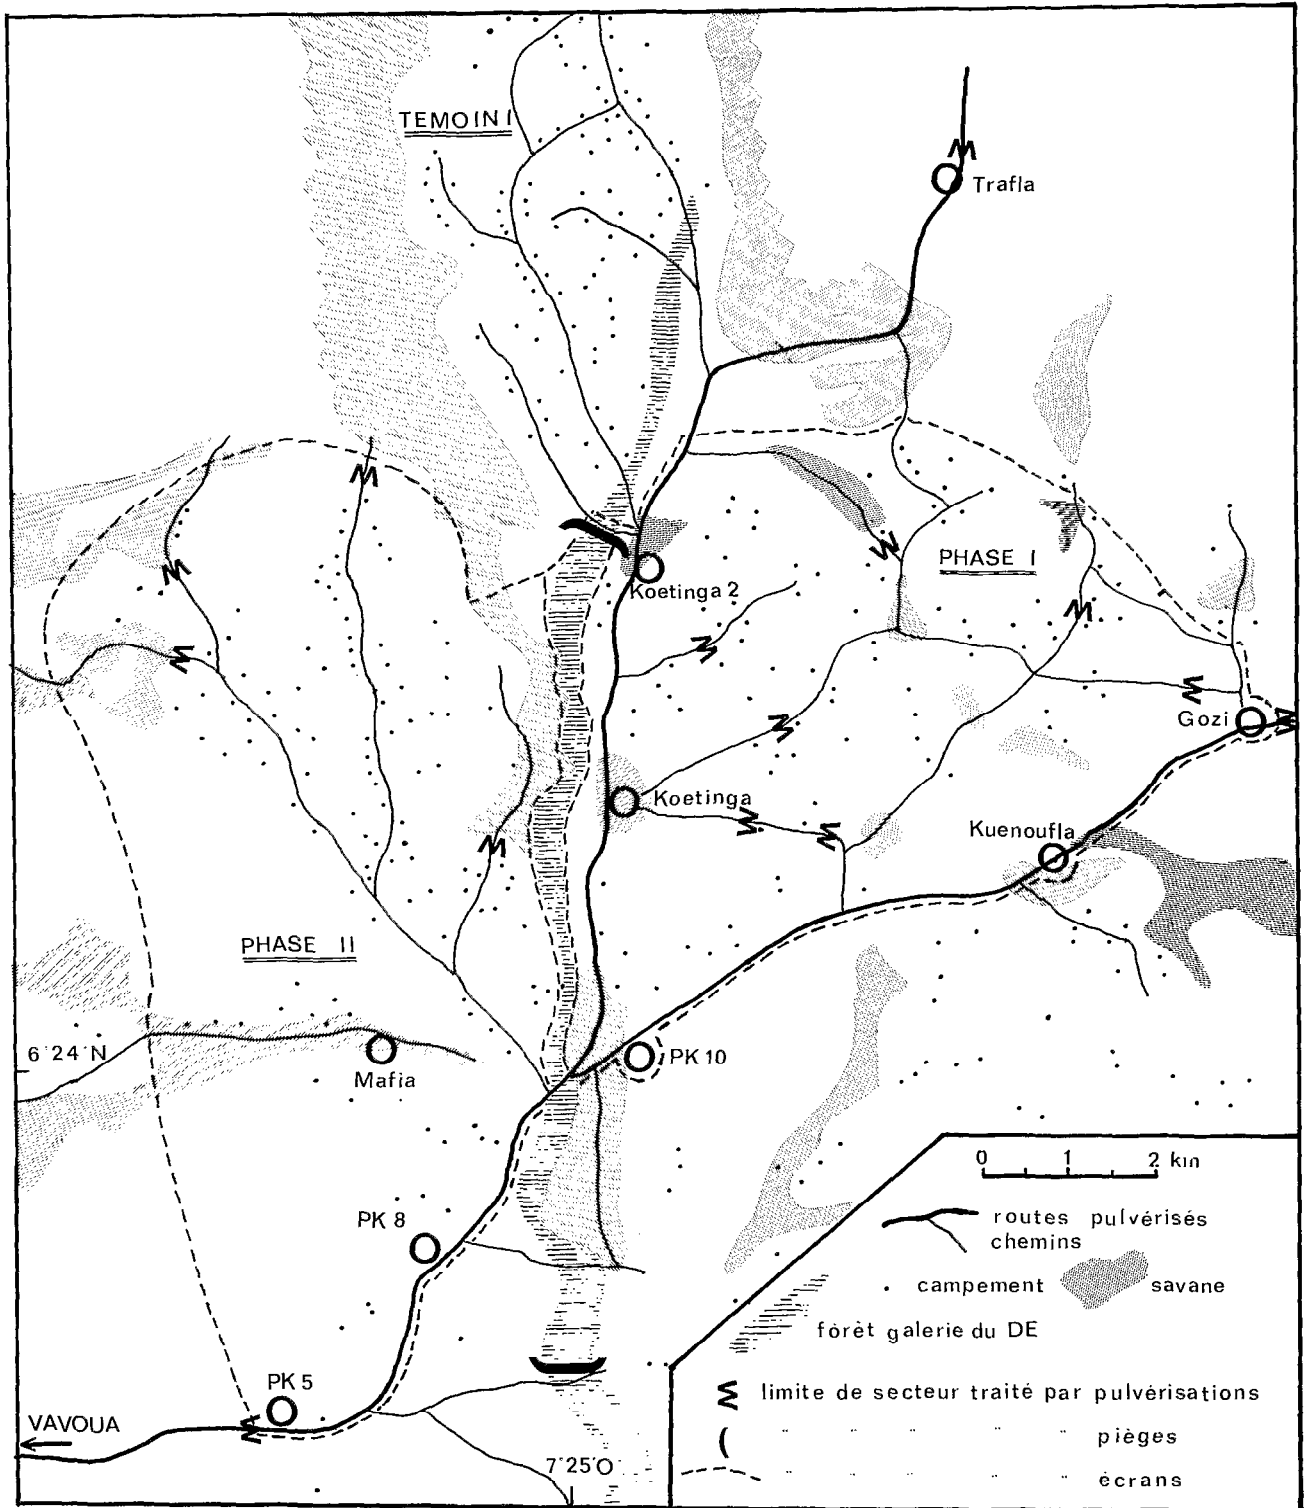 TEMOIN I
Trafla
PHASE I
Koetinga 2
Gozi
Koetinga
Kuenoufla
PHASE II
6°24'N
PK 10
Mafia
0 1 2 km
PK 8
routes pulvérisés
chemins
campement savane
forêt galerie du DE
PK 5
limite de secteur traité par pulvérisations
VAVOUA
" " " " pièges
7°25'O
" " " " écrans